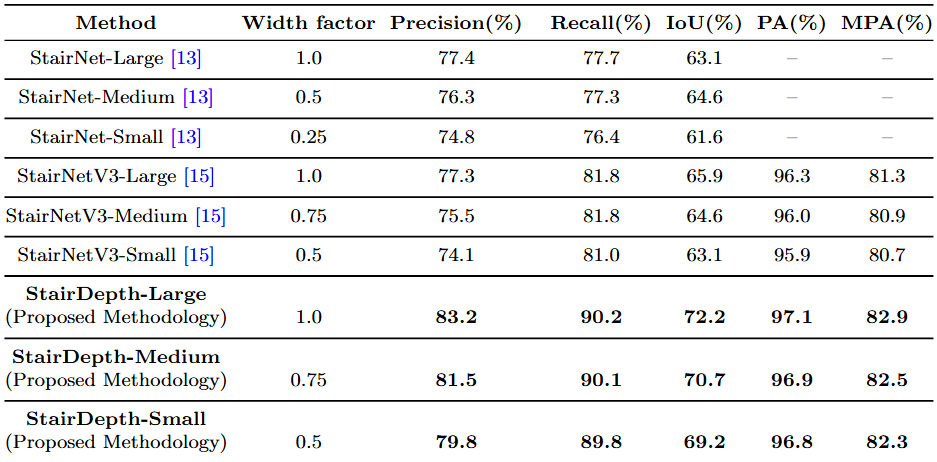 Method Width factor Precision(%) Recall(%) IoU(%) PA(%) MPA(%)
StairNet-Large [13] 1.0 77.4 77.7 63.1 – –
StairNet-Medium [13] 0.5 76.3 77.3 64.6 – –
StairNet-Small [13] 0.25 74.8 76.4 61.6 – –
StairNetV3-Large [15] 1.0 77.3 81.8 65.9 96.3 81.3
StairNetV3-Medium [15] 0.75 75.5 81.8 64.6 96.0 80.9
StairNetV3-Small [15] 0.5 74.1 81.0 63.1 95.9 80.7
StairDepth-Large
(Proposed Methodology) 1.0 83.2 90.2 72.2 97.1 82.9
StairDepth-Medium
(Proposed Methodology) 0.75 81.5 90.1 70.7 96.9 82.5
StairDepth-Small
(Proposed Methodology) 0.5 79.8 89.8 69.2 96.8 82.3